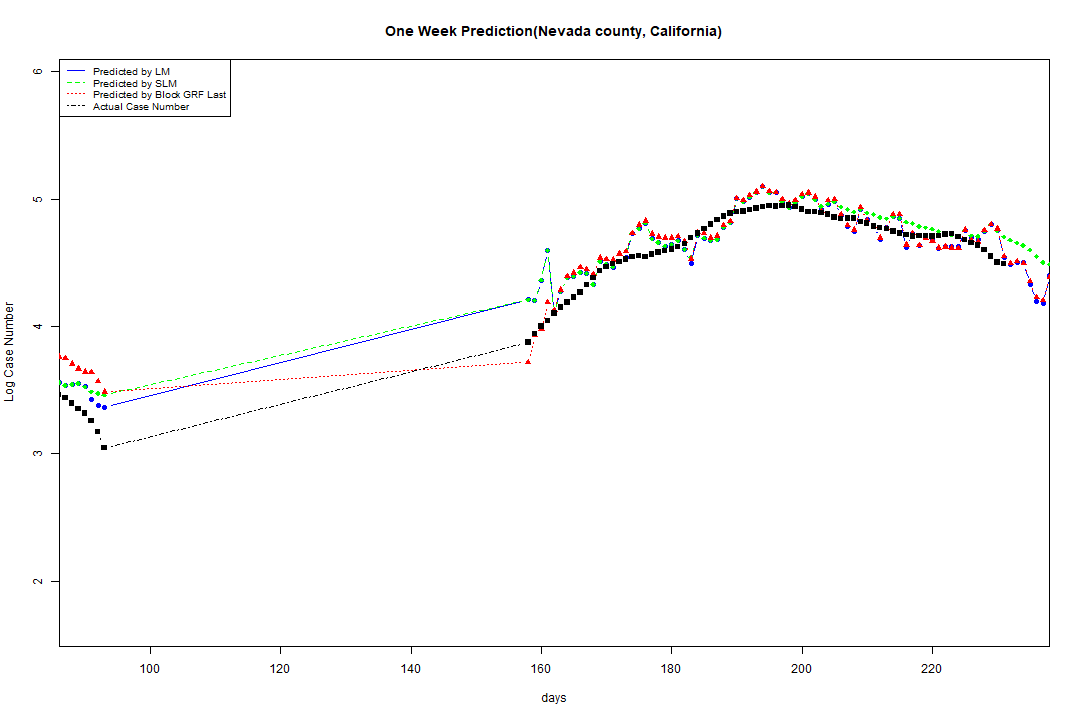 One Week Prediction(Nevada county, California)
Predicted by LM
Predicted by SLM
Predicted by Block GRF Last
Actual Case Number
6
5
4
3
2
Log Case Number
100 120 140 160 180 200 220
days